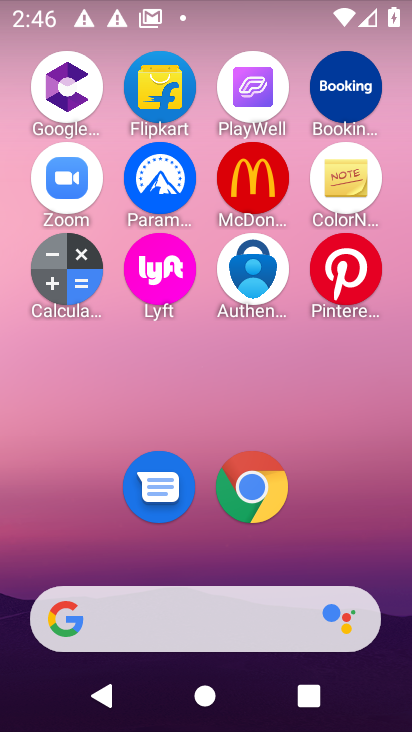 2:46
Google...
Flipkart
PlayWell
Booking
Bookin...
Zoom
Param...
McDon...
NOTE
ColorN...
Calcula...
lyft
Lyft
Authen...
Pintere...